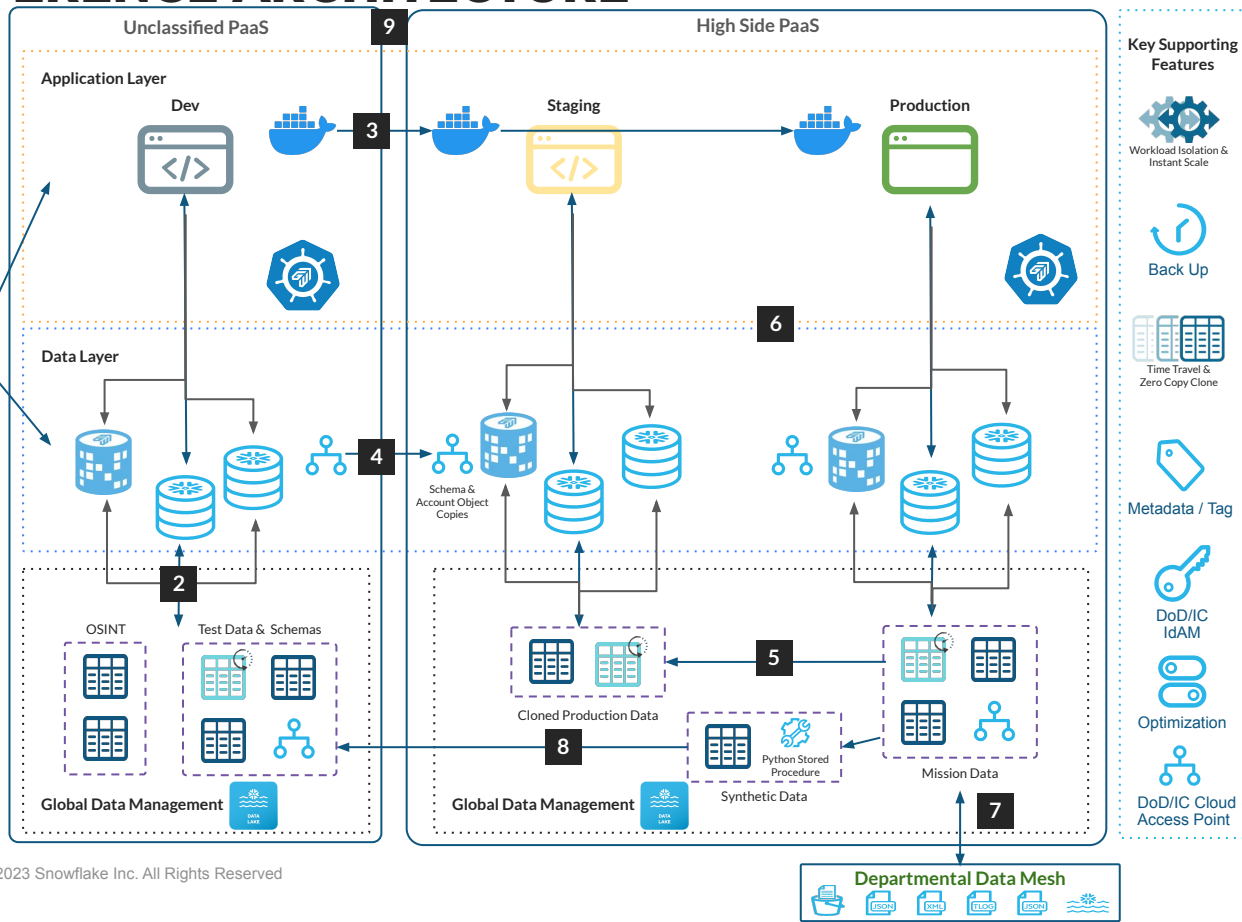 ERENCE ARCHITECTURE
Unclassified PaaS
9
High Side PaaS
Key Supporting
Features
Application Layer
Dev
Staging
Production
3
</>
</>
Workload Isolation &
Instant Scale
Back Up
6
Time Travel &
Zero Copy Clone
Data Layer
4
Schema &
Account Object
Copies
Metadata / Tag
2
DoD/IC
IdAM
OSINT
Test Data & Schemas
5
Cloned Production Data
8
Python Stored
Procedure
Synthetic Data
Mission Data
Optimization
Global Data Management
DATA
LAKE
Global Data Management
DATA
LAKE
7
DoD/IC Cloud
Access Point
2023 Snowflake Inc. All Rights Reserved
Departmental Data Mesh
JSON
XML
TLOG
JSON